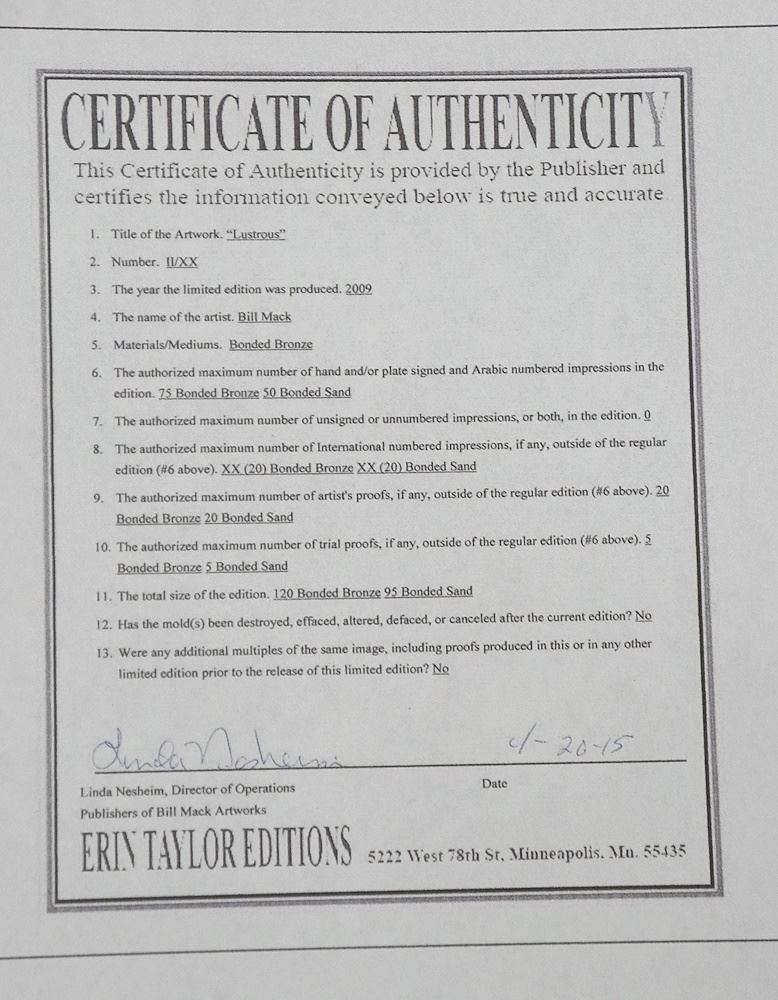 CERTIFICATE OF AUTHENTICITY
This Certificate of Authenticity is provided by the Publisher and
certifies the information conveyed below is true and accurate
1. Title of the Artwork. “Lustrous”
2. Number. II/XX
3. The year the limited edition was produced. 2009
4. The name of the artist. Bill Mack
5. Materials/Mediums. Bonded Bronze
6. The authorized maximum number of hand and/or plate signed and Arabic numbered impressions in the
edition. 75 Bonded Bronze 50 Bonded Sand
7. The authorized maximum number of unsigned or unnumbered impressions, or both, in the edition. 0
8. The authorized maximum number of International numbered impressions, if any, outside of the regular
edition (#6 above). XX (20) Bonded Bronze XX (20) Bonded Sand
9. The authorized maximum number of artist's proofs, if any, outside of the regular edition (#6 above). 20
Bonded Bronze 20 Bonded Sand
10. The authorized maximum number of trial proofs, if any, outside of the regular edition (#6 above). 5
Bonded Bronze 5 Bonded Sand
11. The total size of the edition. 120 Bonded Bronze 95 Bonded Sand
12. Has the mold(s) been destroyed, effaced, altered, defaced, or canceled after the current edition? No
13. Were any additional multiples of the same image, including proofs produced in this or in any other
limited edition prior to the release of this limited edition? No
Linda Nesheim 4-20-15
Linda Nesheim, Director of Operations Date
Publishers of Bill Mack Artworks
ERIN TAYLOR EDITIONS 5222 West 78th St, Minneapolis. Mn. 55435